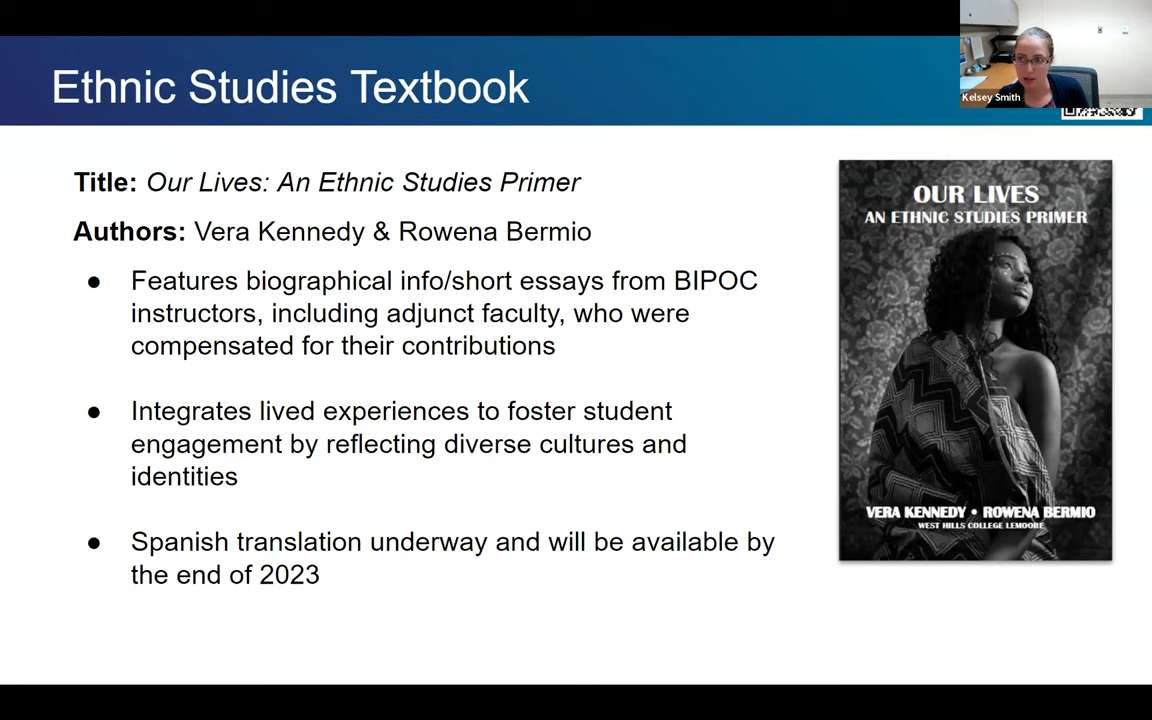 Ethnic Studies Textbook
Kelsey Smith
Title: Our Lives: An Ethnic Studies Primer
Authors: Vera Kennedy & Rowena Bermio
● Features biographical info/short essays from BIPOC
instructors, including adjunct faculty, who were
compensated for their contributions
● Integrates lived experiences to foster student
engagement by reflecting diverse cultures and
identities
● Spanish translation underway and will be available by
the end of 2023
OUR LIVES
AN ETHNIC STUDIES PRIMER
VERA KENNEDY • ROWENA BERMIO
WEST HILLS COLLEGE LEMOORE